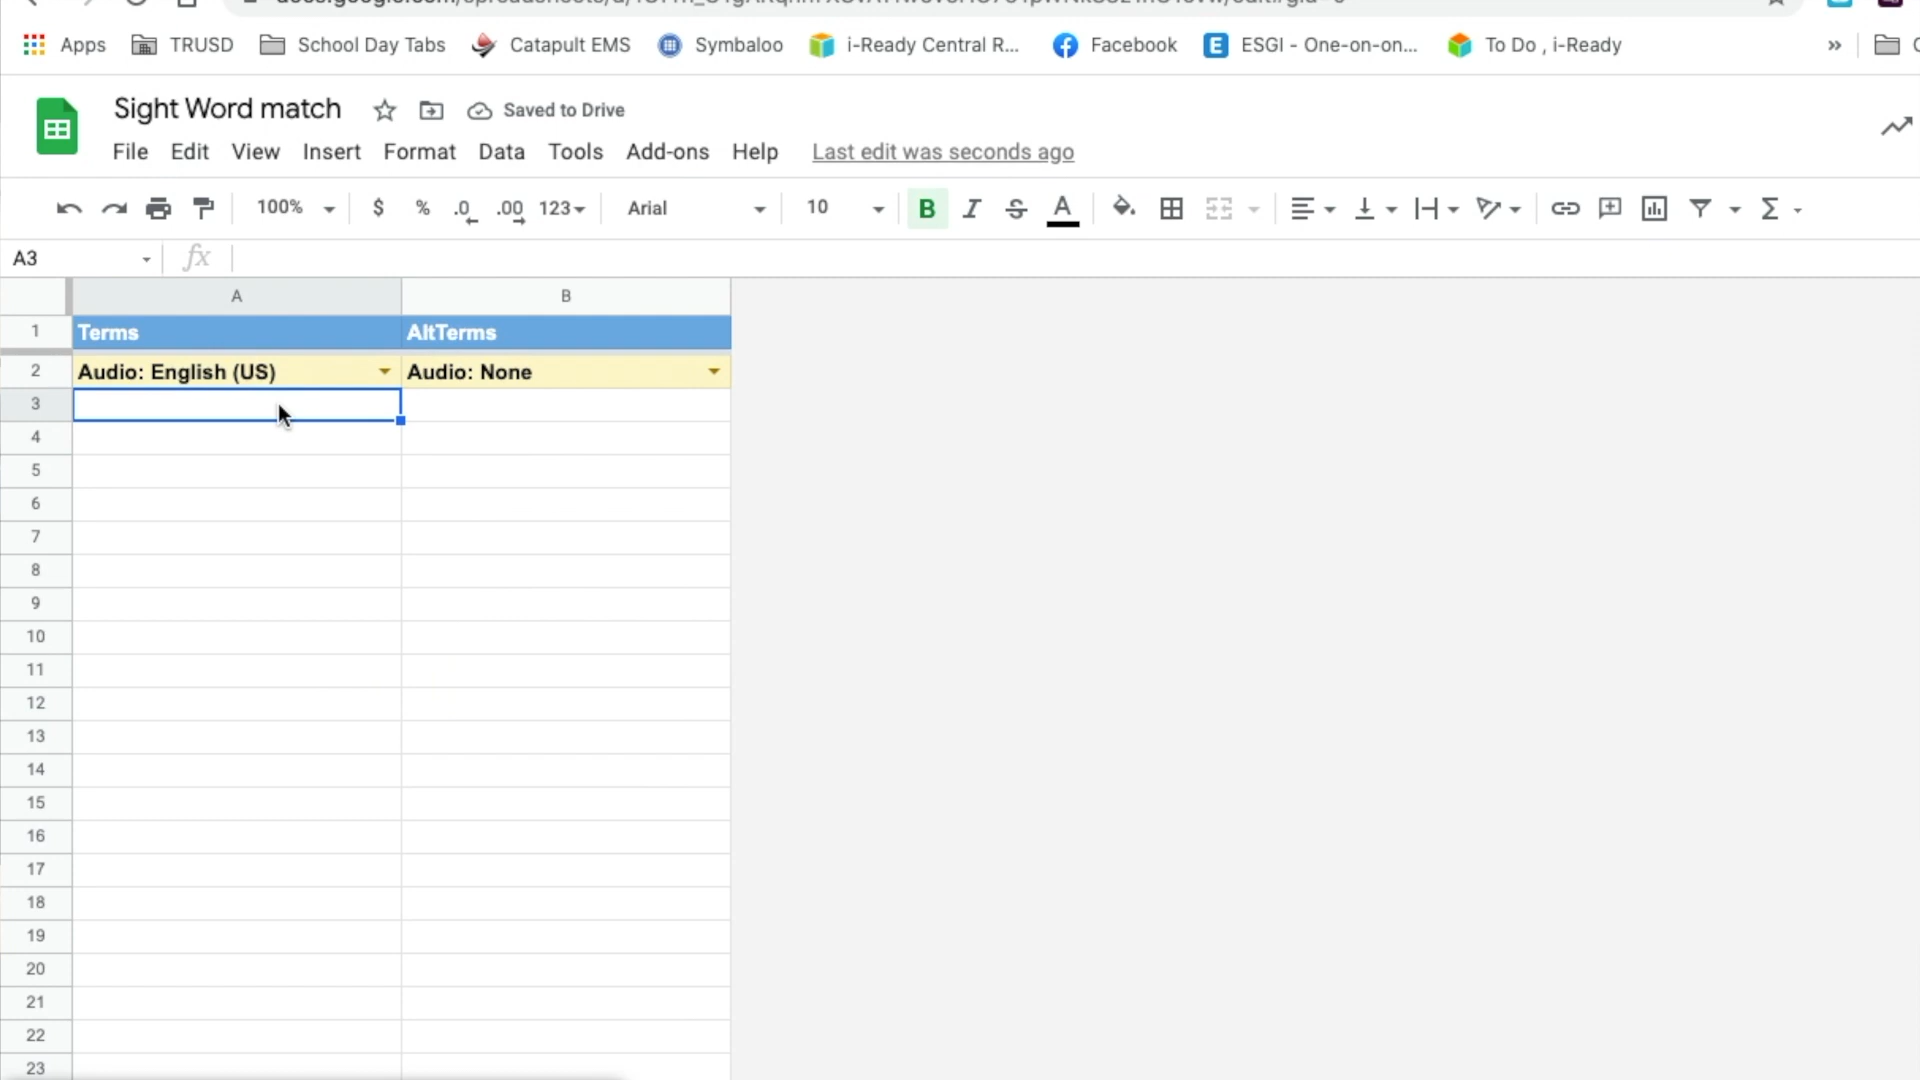 Apps TRUSD School Day Tabs Catapult EMS Symbaloo i-Ready Central R... Facebook ESGI - One-on-on... To Do , i-Ready »
Sight Word match Saved to Drive
File Edit View Insert Format Data Tools Add-ons Help Last edit was seconds ago
100% $ % .0 .00 123 Arial 10 B I S A Σ
A3 fx
A B
1 Terms AltTerms
2 Audio: English (US) Audio: None
3
4
5
6
7
8
9
10
11
12
13
14
15
16
17
18
19
20
21
22
23